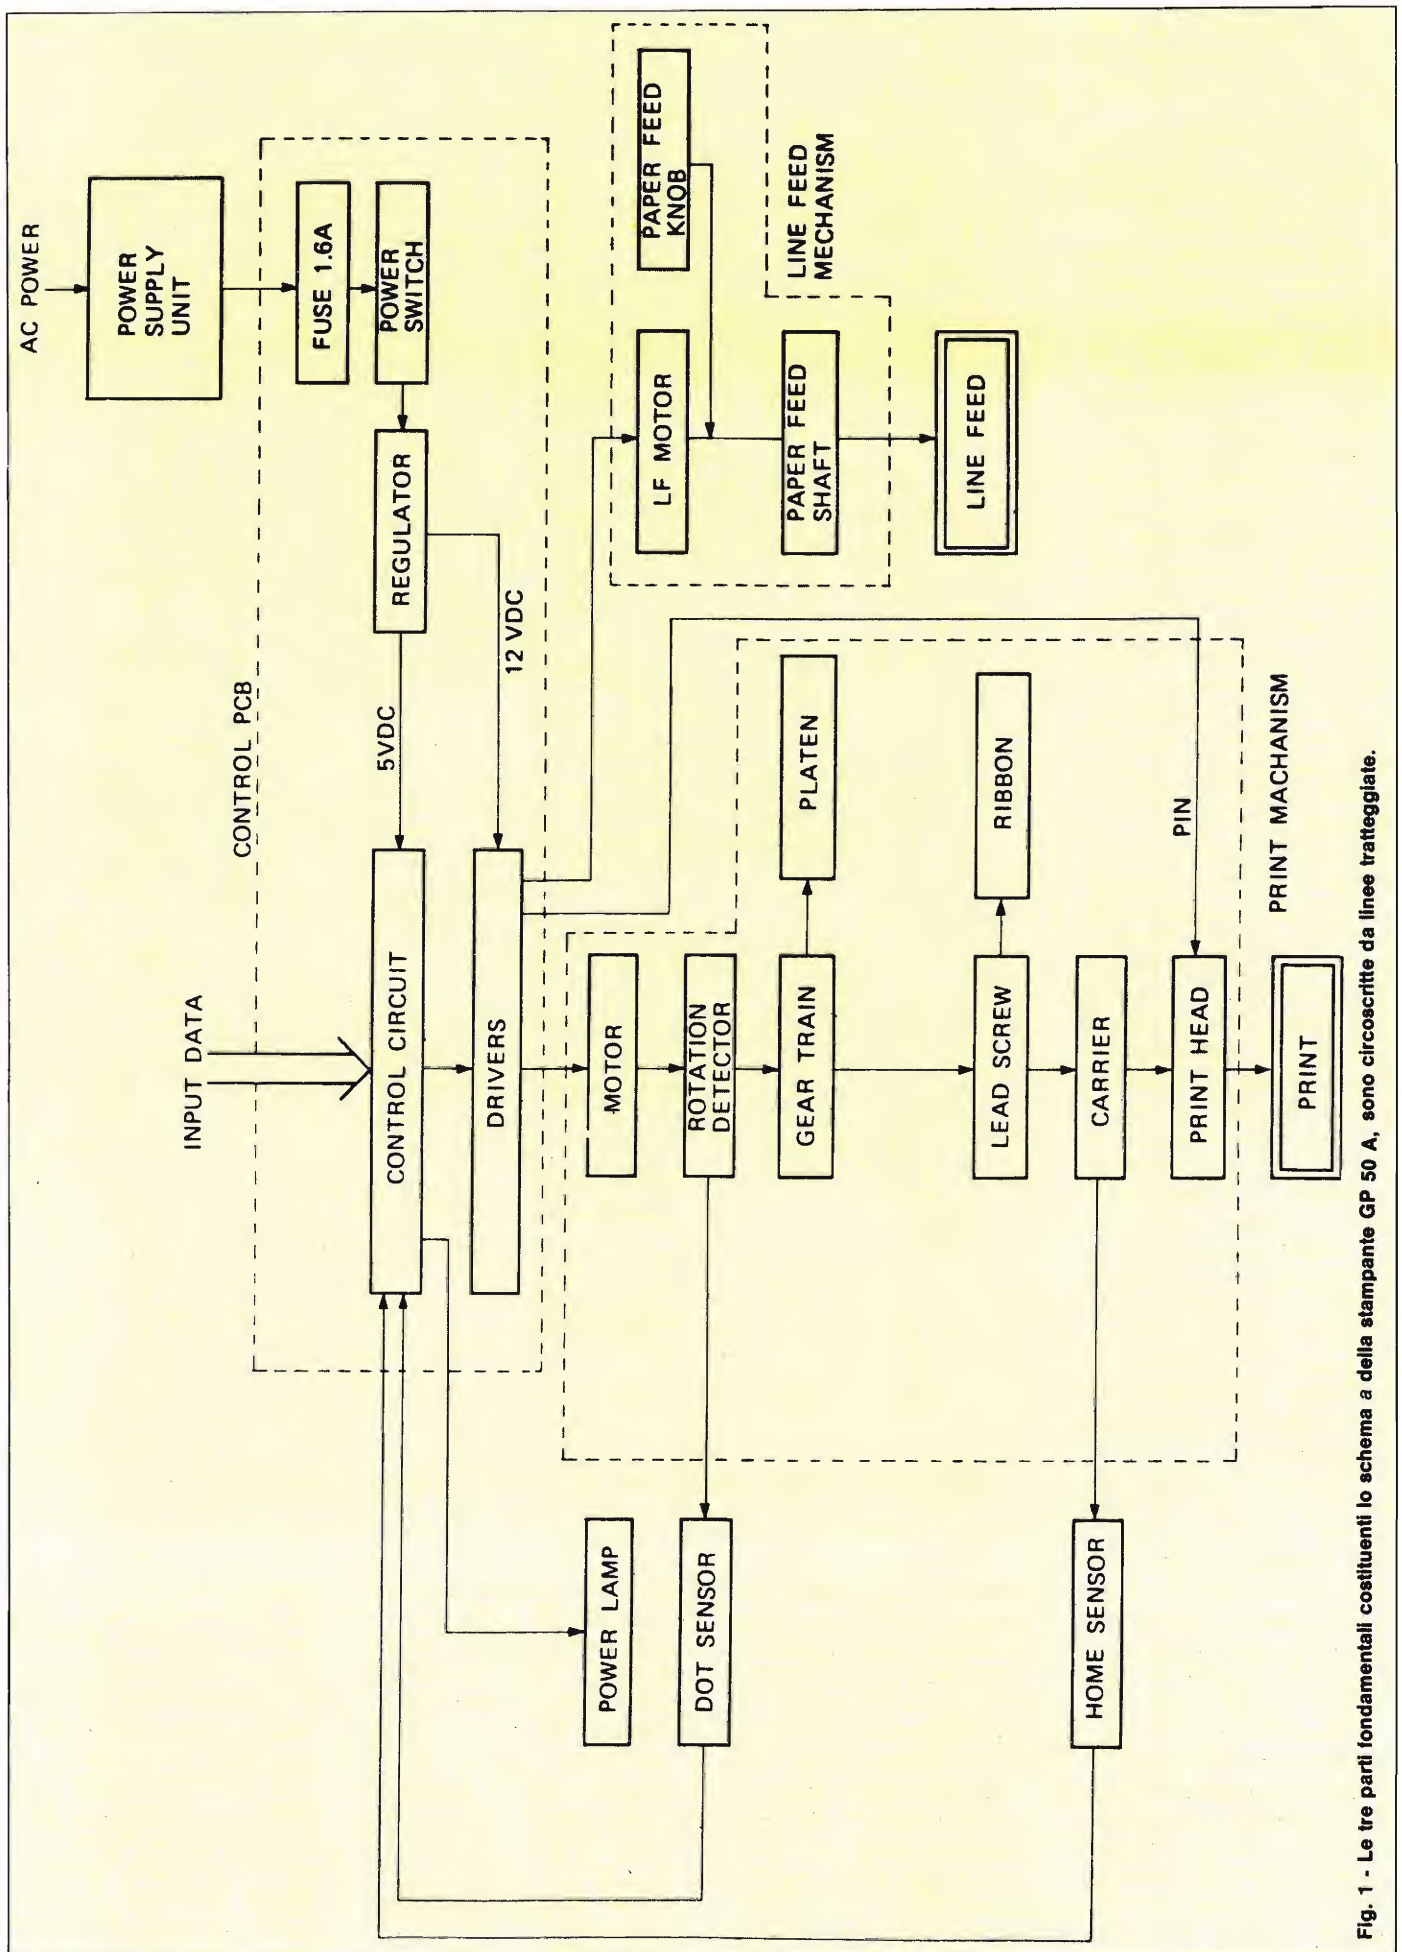 AC POWER
POWER
SUPPLY
UNIT
CONTROL PCB
FUSE 1.6A
POWER
SWITCH
REGULATOR
5VDC
12 VDC
INPUT DATA
CONTROL CIRCUIT
DRIVERS
PAPER FEED
KNOB
LF MOTOR
PAPER FEED
SHAFT
LINE FEED
MECHANISM
LINE FEED
MOTOR
ROTATION
DETECTOR
GEAR TRAIN
PLATEN
LEAD SCREW
RIBBON
CARRIER
PIN
PRINT HEAD
PRINT MACHANISM
PRINT
POWER LAMP
DOT SENSOR
HOME SENSOR
Fig. 1 - Le tre parti fondamentali costituenti lo schema a della stampante GP 50 A, sono circoscritte da linee tratteggiate.